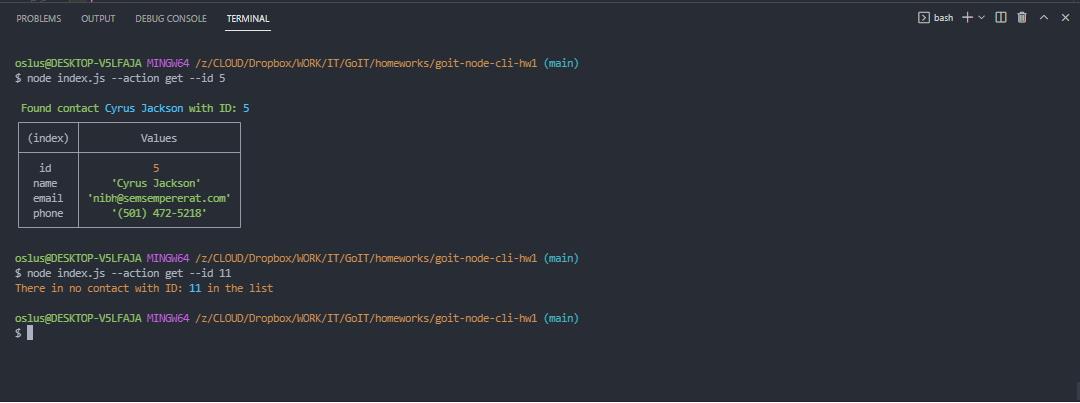 PROBLEMS OUTPUT DEBUG CONSOLE TERMINAL bash
oslus@DESKTOP-V5LFAJA MINGW64 /z/CLOUD/Dropbox/WORK/IT/GoIT/homeworks/goit-node-cli-hw1 (main)
$ node index.js --action get --id 5
Found contact Cyrus Jackson with ID: 5
(index) Values
id 5
name 'Cyrus Jackson'
email 'nibh@semsempererat.com'
phone '(501) 472-5218'
oslus@DESKTOP-V5LFAJA MINGW64 /z/CLOUD/Dropbox/WORK/IT/GoIT/homeworks/goit-node-cli-hw1 (main)
$ node index.js --action get --id 11
There in no contact with ID: 11 in the list
oslus@DESKTOP-V5LFAJA MINGW64 /z/CLOUD/Dropbox/WORK/IT/GoIT/homeworks/goit-node-cli-hw1 (main)
$